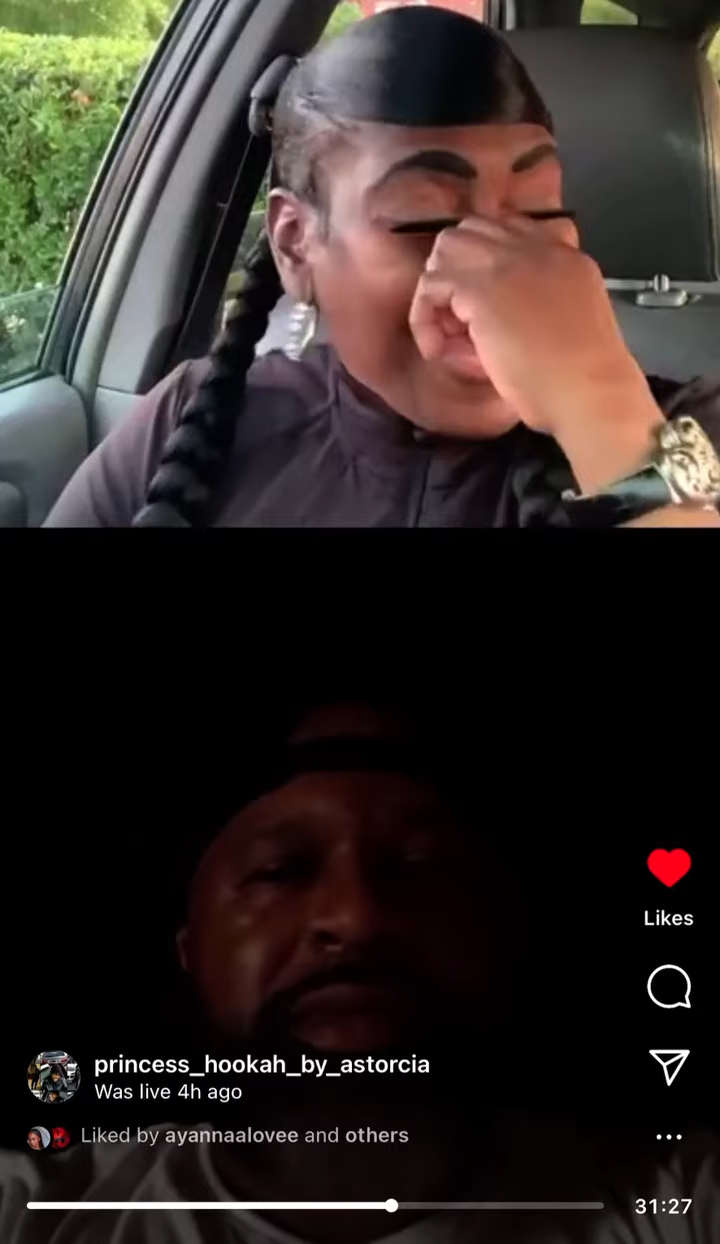 Likes
princess_hookah_by_astorcia
Was live 4h ago
Liked by ayannaalovee and others
31:27